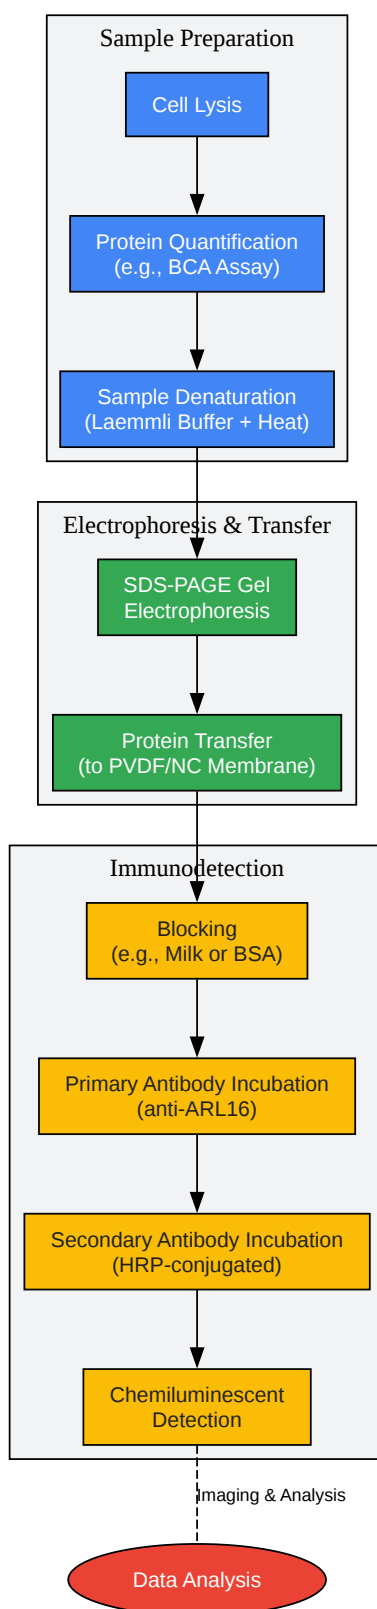 Sample Preparation
Cell Lysis
Protein Quantification
(e.g., BCA Assay)
Sample Denaturation
(Laemmli Buffer + Heat)
Electrophoresis & Transfer
SDS-PAGE Gel
Electrophoresis
Protein Transfer
(to PVDF/NC Membrane)
Immunodetection
Blocking
(e.g., Milk or BSA)
Primary Antibody Incubation
(anti-ARL16)
Secondary Antibody Incubation
(HRP-conjugated)
Chemiluminescent
Detection
Imaging & Analysis
Data Analysis